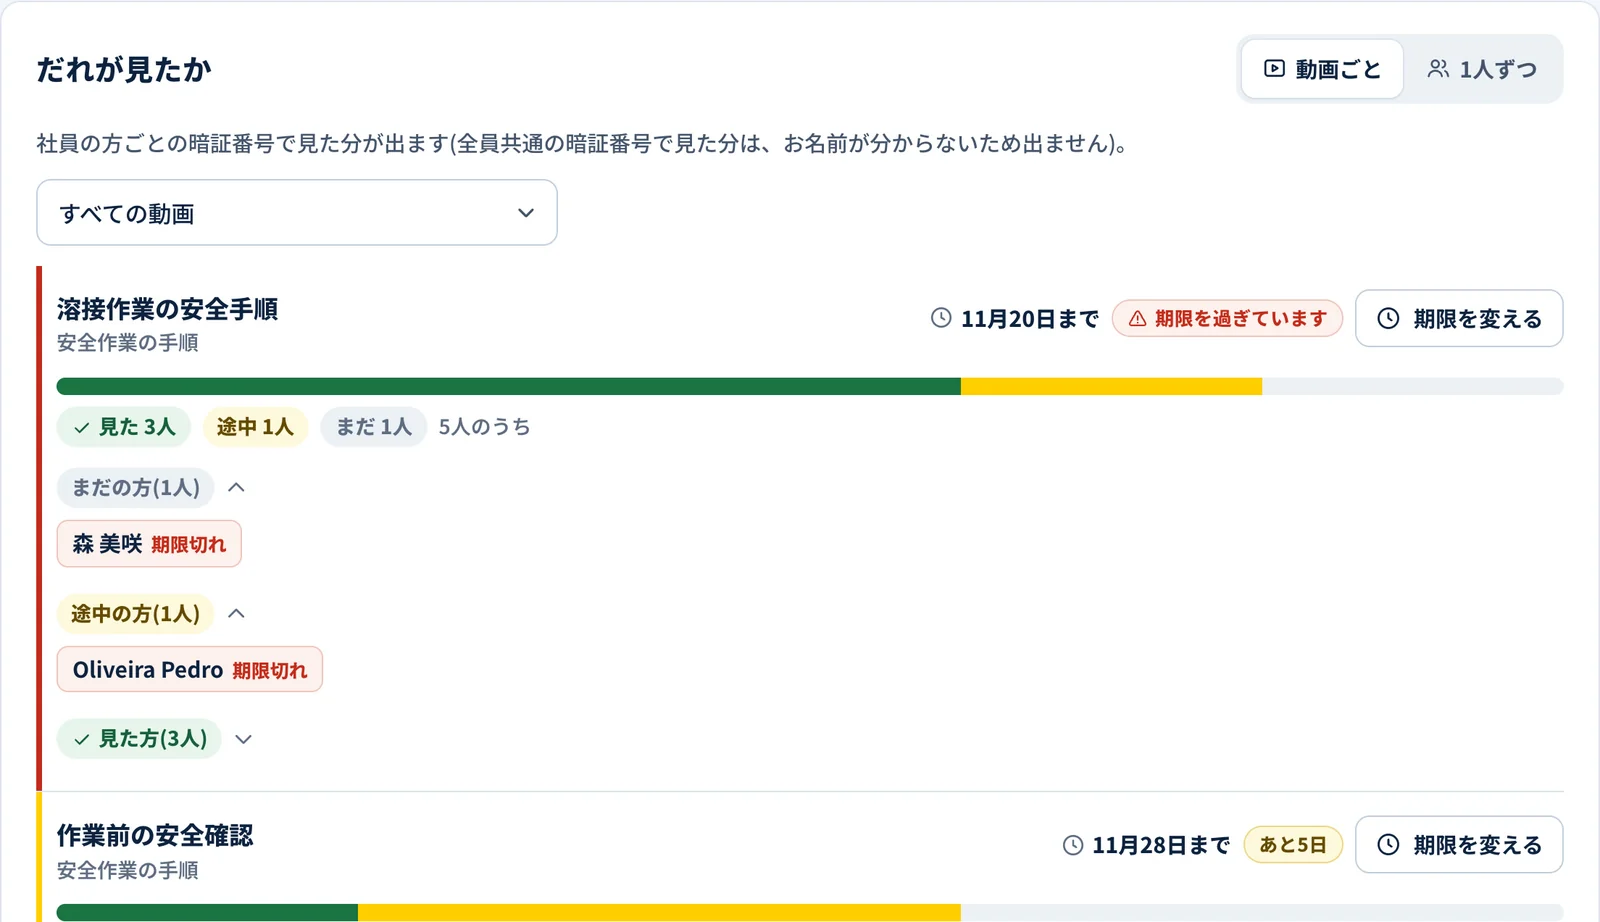 だれが見たか
動画ごと
1人ずつ
社員の方ごとの暗証番号で見た分が出ます(全員共通の暗証番号で見た分は、お名前が分からないため出ません)。
すべての動画
溶接作業の安全手順
安全作業の手順
11月20日まで
期限を過ぎています
期限を変える
見た 3人
途中 1人
まだ 1人
5人のうち
まだの方(1人)
森 美咲 期限切れ
途中の方(1人)
Oliveira Pedro 期限切れ
見た方(3人)
作業前の安全確認
安全作業の手順
11月28日まで
あと5日
期限を変える